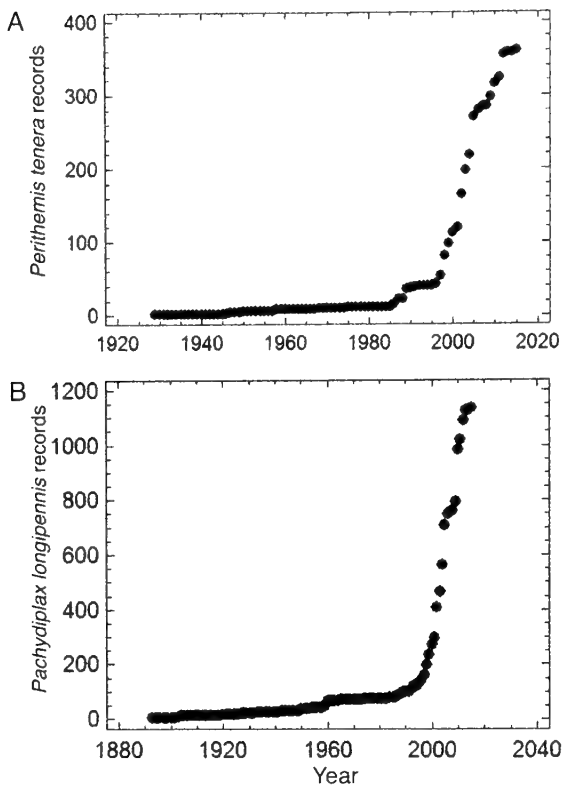 A
Perithemis tenera records
400
300
200
100
0
1920 1940 1960 1980 2000 2020
B
Pachydiplax longipennis records
1200
1000
800
600
400
200
0
1880 1920 1960 2000 2040
Year